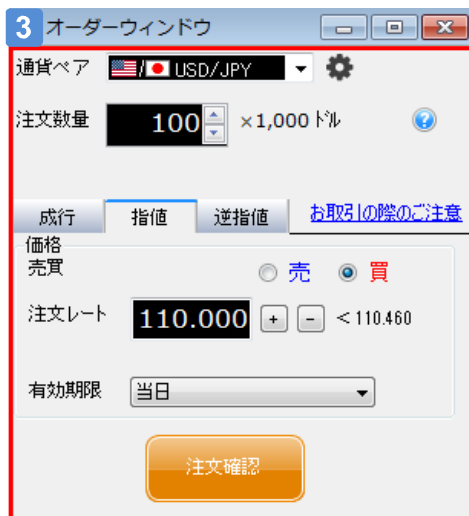 3 オーダーウィンドウ
通貨ペア USD/JPY
注文数量 100 ×1,000 ドル ?
成行 指値 逆指値 お取引の際のご注意
価格
売買 売 買
注文レート 110.000 + - < 110.460
有効期限 当日
注文確認